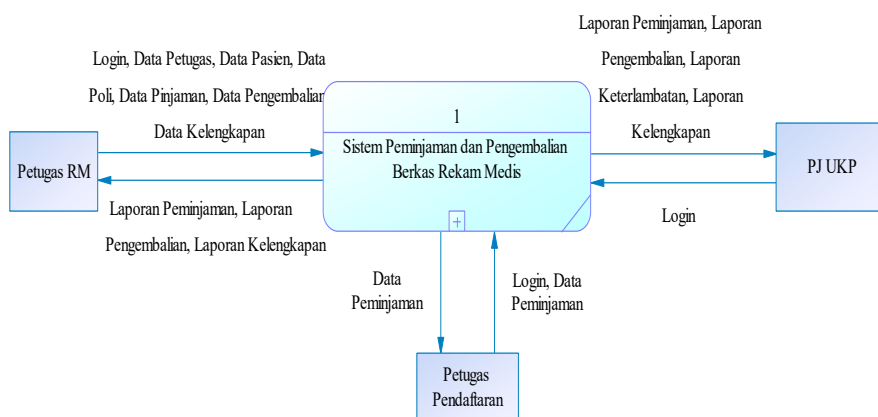 Login, Data Petugas, Data Pasien, Data
Poli, Data Pinjaman, Data Pengembalian
Data Kelengkapan
Petugas RM
Laporan Peminjaman, Laporan
Pengembalian, Laporan Kelengkapan
1
Sistem Peminjaman dan Pengembalian
Berkas Rekam Medis
+
Laporan Peminjaman, Laporan
Pengembalian, Laporan
Keterlambatan, Laporan
Kelengkapan
PJ UKP
Login
Data
Peminjaman
Login, Data
Peminjaman
Petugas
Pendaftaran